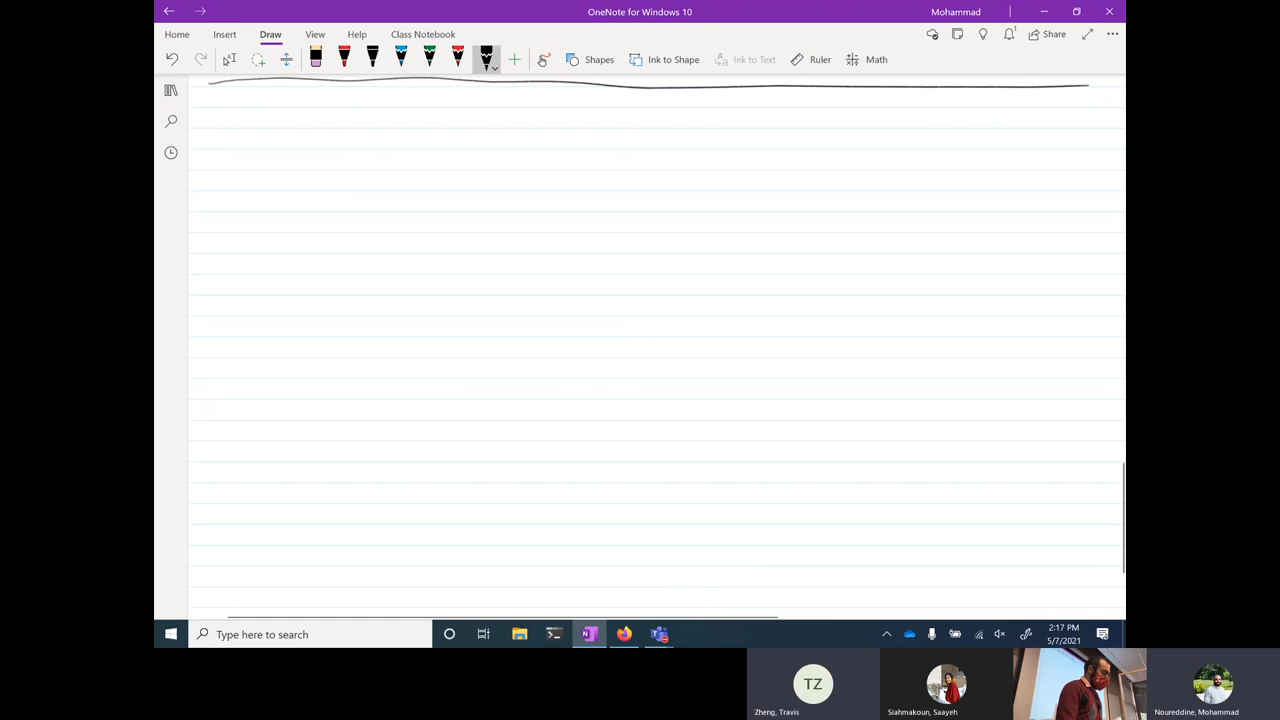 OneNote for Windows 10
Mohammad
Home
Insert
Draw
View
Help
Class Notebook
Share
Shapes
Ink to Shape
Ink to Text
Ruler
Math
Type here to search
2:17 PM
5/7/2021
TZ
Zheng, Travis
Siahmakoun, Saayeh
Noureddine, Mohammad